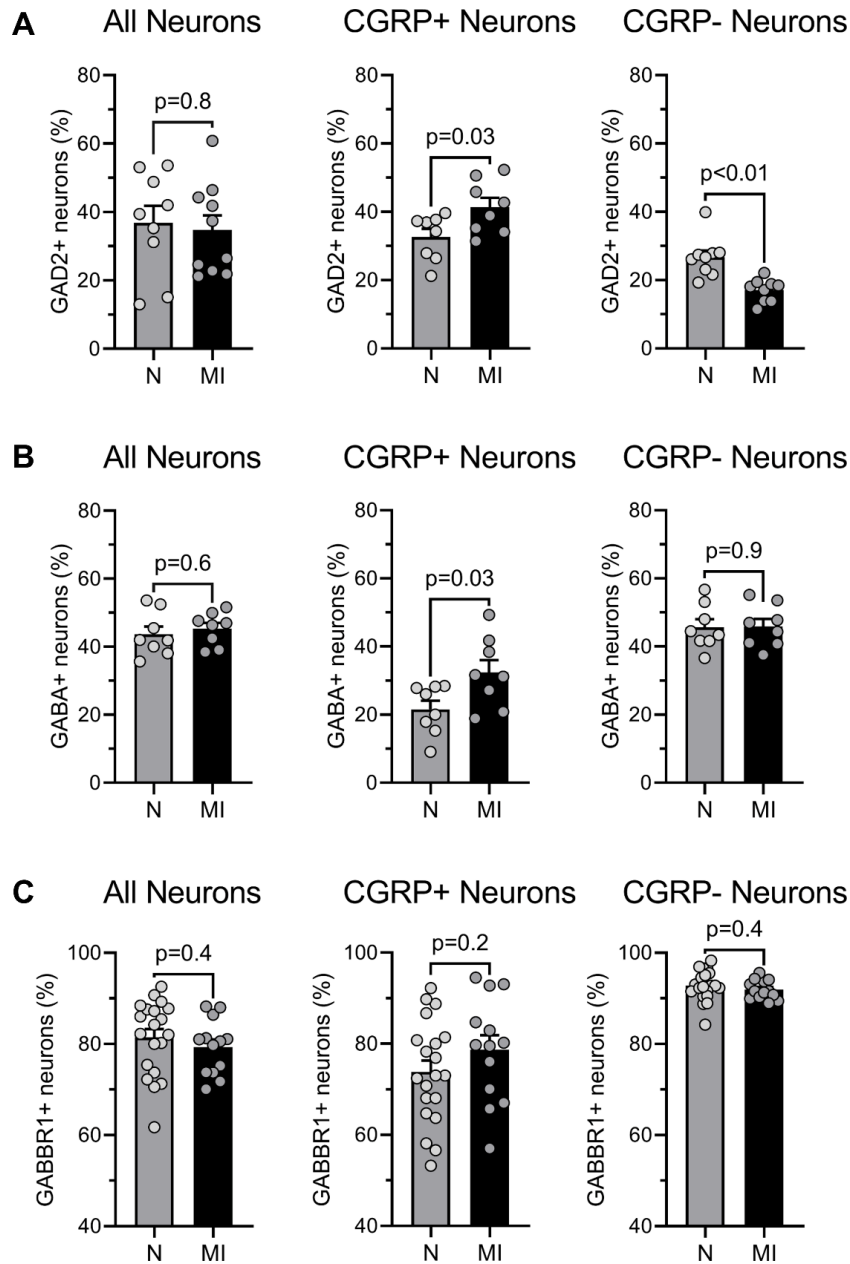 A
All Neurons
CGRP+ Neurons
CGRP- Neurons
GAD2+ neurons (%)
80
60
40
20
0
p=0.8
N
MI
GAD2+ neurons (%)
80
60
40
20
0
p=0.03
N
MI
GAD2+ neurons (%)
80
60
40
20
0
p<0.01
N
MI
B
All Neurons
CGRP+ Neurons
CGRP- Neurons
GABA+ neurons (%)
80
60
40
20
0
p=0.6
N
MI
GABA+ neurons (%)
80
60
40
20
0
p=0.03
N
MI
GABA+ neurons (%)
80
60
40
20
0
p=0.9
N
MI
C
All Neurons
CGRP+ Neurons
CGRP- Neurons
GABBR1+ neurons (%)
100
80
60
40
p=0.4
N
MI
GABBR1+ neurons (%)
100
80
60
40
p=0.2
N
MI
GABBR1+ neurons (%)
100
80
60
40
p=0.4
N
MI